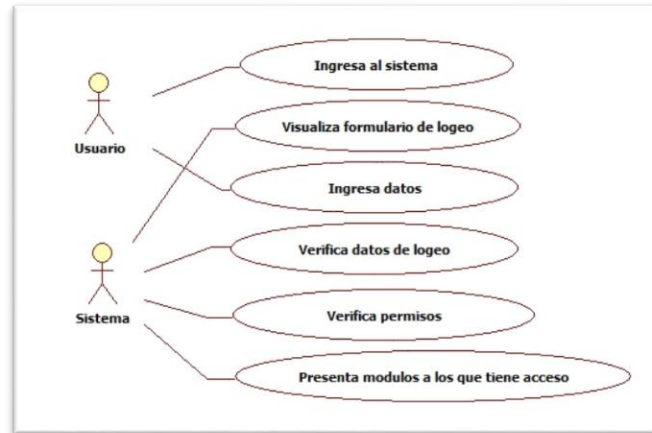 Ingresa al sistema
Visualiza formulario de logeo
Usuario
Ingresa datos
Verifica datos de logeo
Sistema
Verifica permisos
Presenta modulos a los que tiene acceso